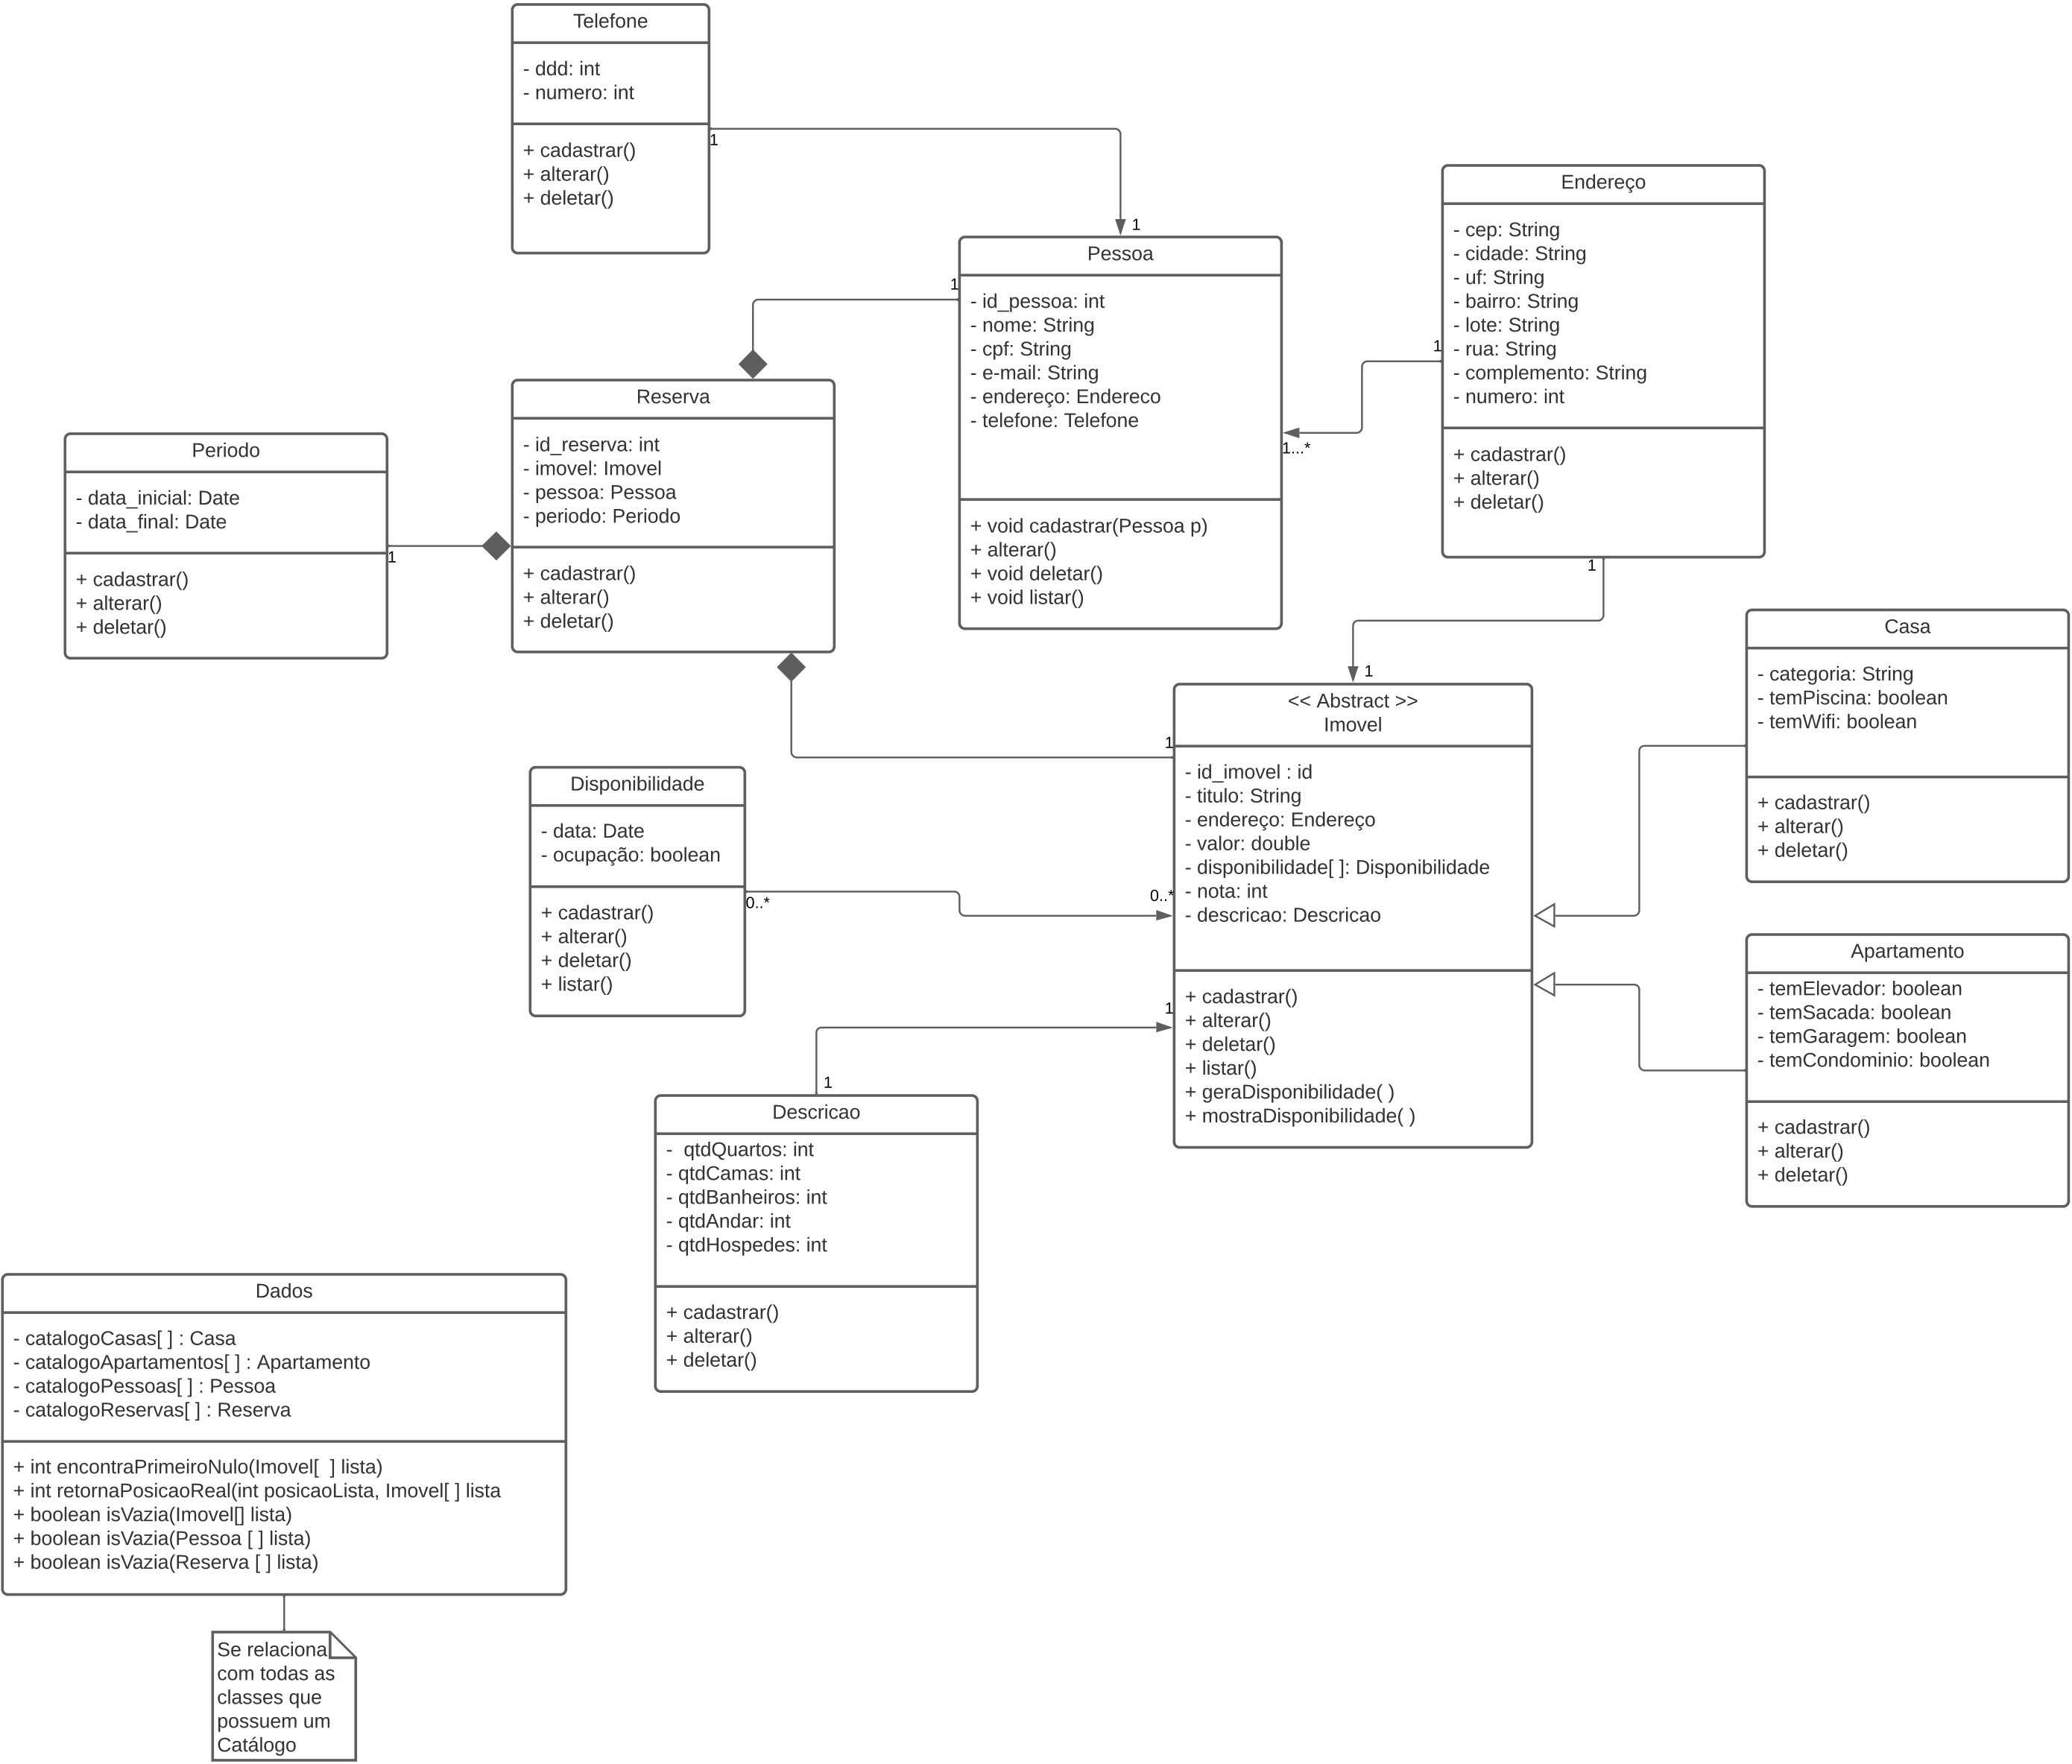 Telefone
- ddd: int
- numero: int
+ cadastrar()
+ alterar()
+ deletar()
1
1
Pessoa
- id_pessoa: int
- nome: String
- cpf: String
- e-mail: String
- endereço: Endereco
- telefone: Telefone
+ void cadastrar(Pessoa p)
+ alterar()
+ void deletar()
+ void listar()
1
1...*
Endereço
- cep: String
- cidade: String
- uf: String
- bairro: String
- lote: String
- rua: String
- complemento: String
- numero: int
+ cadastrar()
+ alterar()
+ deletar()
1
1
1
Reserva
- id_reserva: int
- imovel: Imovel
- pessoa: Pessoa
- periodo: Periodo
+ cadastrar()
+ alterar()
+ deletar()
Periodo
- data_inicial: Date
- data_final: Date
+ cadastrar()
+ alterar()
+ deletar()
1
<< Abstract >>
Imovel
- id_imovel : id
- titulo: String
- endereço: Endereço
- valor: double
- disponibilidade[ ]: Disponibilidade
- nota: int
- descricao: Descricao
+ cadastrar()
+ alterar()
+ deletar()
+ listar()
+ geraDisponibilidade( )
+ mostraDisponibilidade( )
1
0..*
1
Casa
- categoria: String
- temPiscina: boolean
- temWifi: boolean
+ cadastrar()
+ alterar()
+ deletar()
Disponibilidade
- data: Date
- ocupação: boolean
+ cadastrar()
+ alterar()
+ deletar()
+ listar()
0..*
Apartamento
- temElevador: boolean
- temSacada: boolean
- temGaragem: boolean
- temCondominio: boolean
+ cadastrar()
+ alterar()
+ deletar()
1
Descricao
-  qtdQuartos: int
- qtdCamas: int
- qtdBanheiros: int
- qtdAndar: int
- qtdHospedes: int
+ cadastrar()
+ alterar()
+ deletar()
Dados
- catalogoCasas[ ] : Casa
- catalogoApartamentos[ ] : Apartamento
- catalogoPessoas[ ] : Pessoa
- catalogoReservas[ ] : Reserva
+ int encontraPrimeiroNulo(Imovel[  ] lista)
+ int retornaPosicaoReal(int posicaoLista, Imovel[ ] lista
+ boolean isVazia(Imovel[] lista)
+ boolean isVazia(Pessoa [ ] lista)
+ boolean isVazia(Reserva [ ] lista)
Se relaciona
com todas as
classes que
possuem um
Catálogo